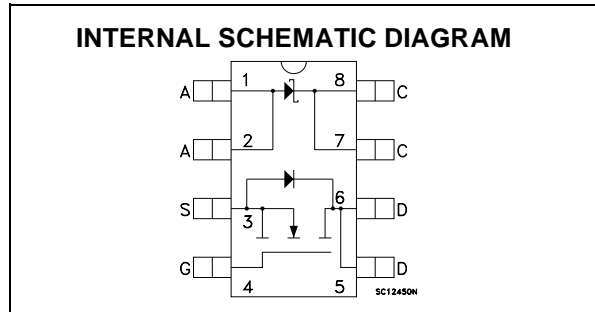 INTERNAL SCHEMATIC DIAGRAM
A 1 8 C
A 2 7 C
S 3 6 D
G 4 5 D
SC12450N